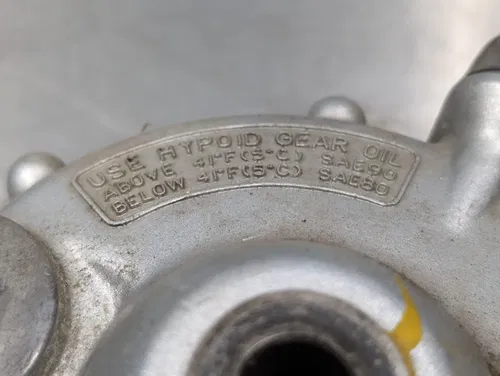 USE HYPOID GEAR OIL
ABOVE 41°F(5°C) SAE90
BELOW 41°F(5°C) SAE80